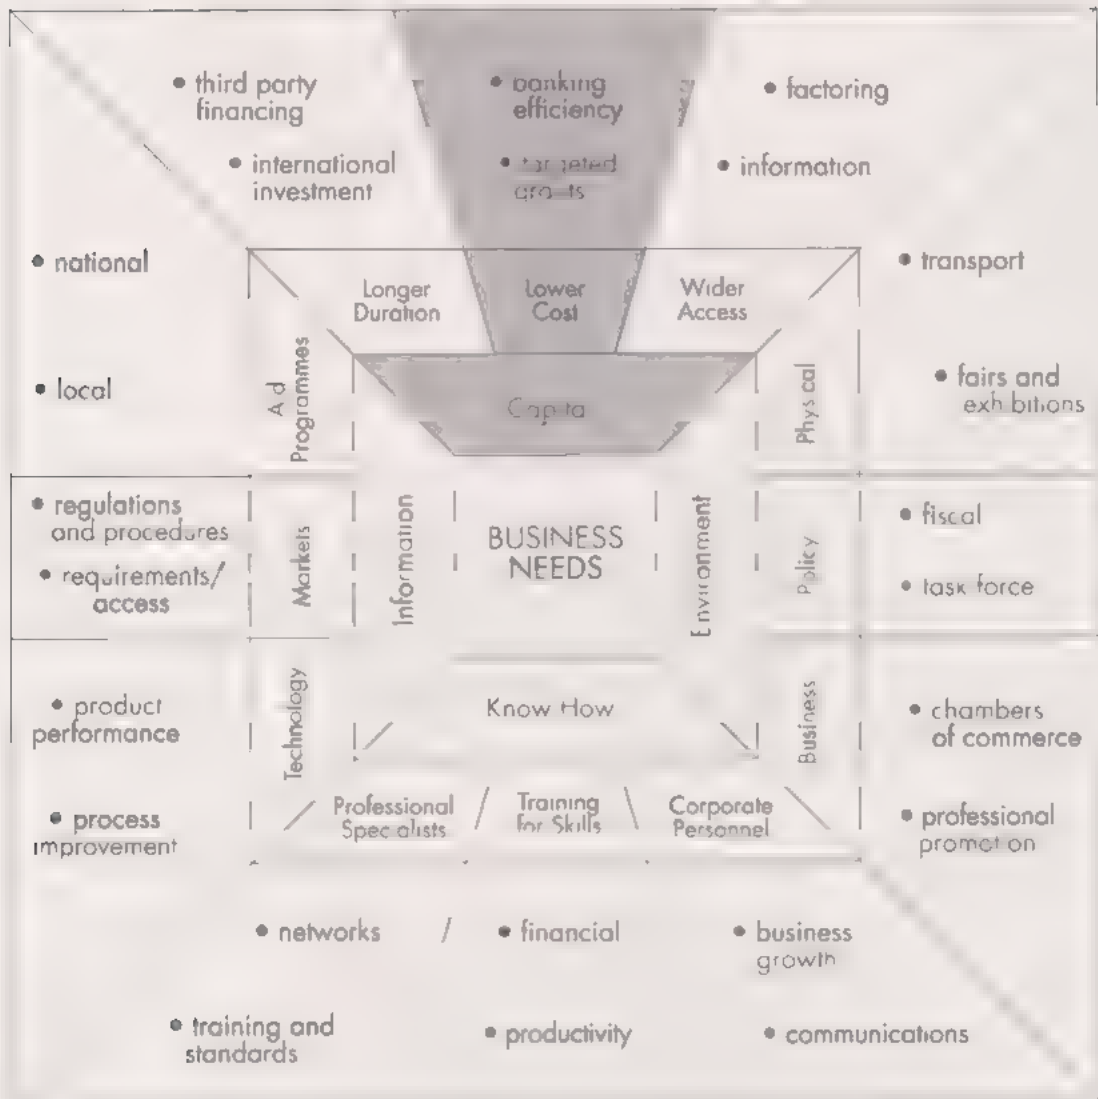 • third party
financing
• banking
efficiency
• factoring
• international
investment
• targeted
grants
• information
• national
• transport
Longer
Duration
Lower
Cost
Wider
Access
• local
• fairs and
exhibitions
Aid
Programmes
Capital
Physical
• regulations
and procedures
• requirements/
access
Markets
Information
BUSINESS
NEEDS
Environment
Policy
• fiscal
• task force
• product
performance
• process
improvement
Technology
Know How
Business
• chambers
of commerce
• professional
promotion
Professional
Specialists
Training
for Skills
Corporate
Personnel
• networks
• financial
• business
growth
• training and
standards
• productivity
• communications